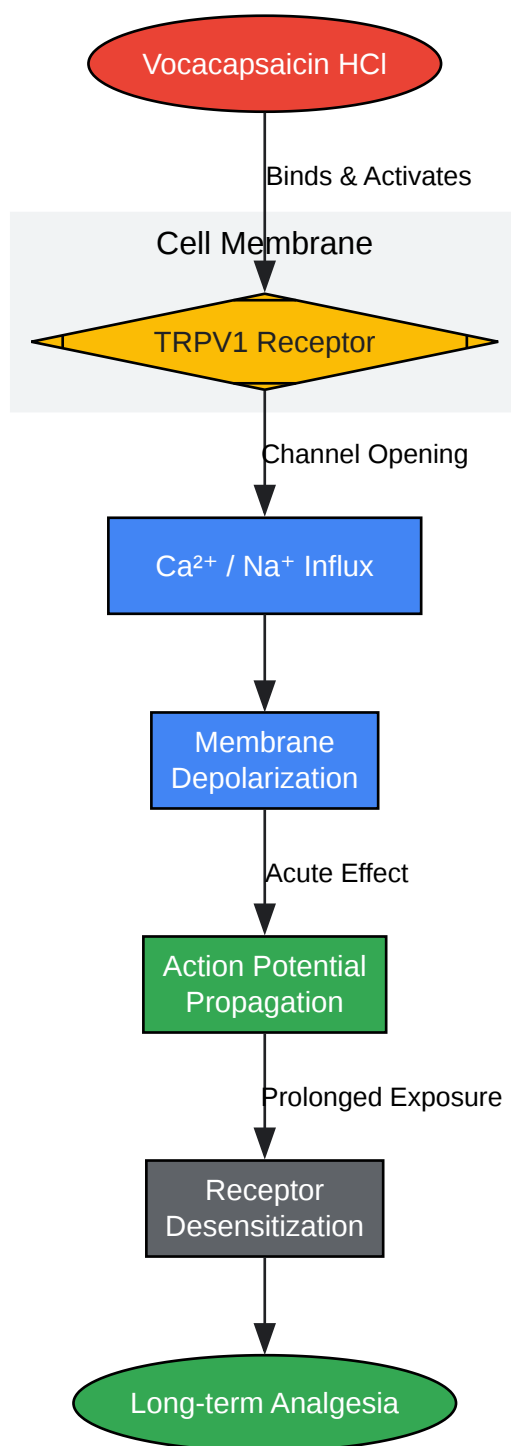 Vocacapsaicin HCl
Binds & Activates
Cell Membrane
TRPV1 Receptor
Channel Opening
Ca²⁺ / Na⁺ Influx
Membrane
Depolarization
Acute Effect
Action Potential
Propagation
Prolonged Exposure
Receptor
Desensitization
Long-term Analgesia